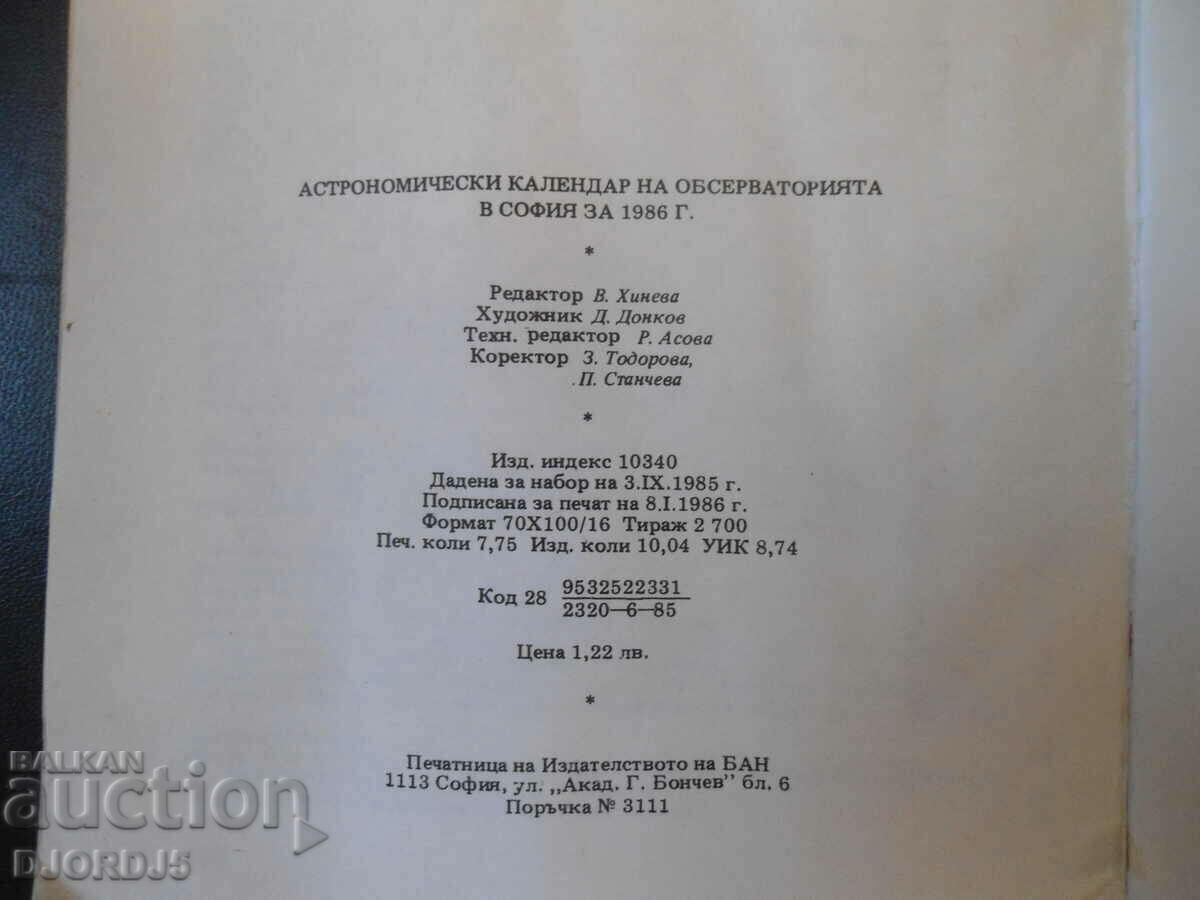 АСТРОНОМИЧЕСКИ КАЛЕНДАР НА ОБСЕРВАТОРИЯТА
В СОФИЯ ЗА 1986 Г.
*
Редактор В. Хинева
Художник Д. Донков
Техн. редактор Р. Асова
Коректор З. Тодорова,
П. Станчева
*
Изд. индекс 10340
Дадена за набор на 3.IX.1985 г.
Подписана за печат на 8.I.1986 г.
Формат 70X100/16 Тираж 2 700
Печ. коли 7,75 Изд. коли 10,04 УИК 8,74
Код 28 9532522331
2320—6—85
Цена 1,22 лв.
*
Печатница на Издателството на БАН
1113 София, ул. „Акад. Г. Бончев" бл. 6
Поръчка № 3111
BALKAN
auction
DJORDJ5